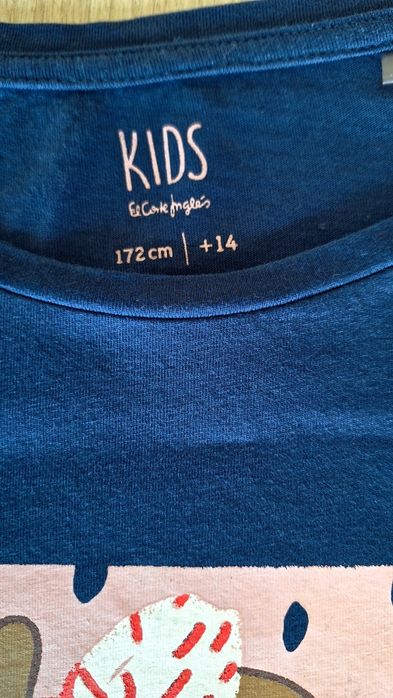 KIDS
El Corte Inglés
172 cm | +14